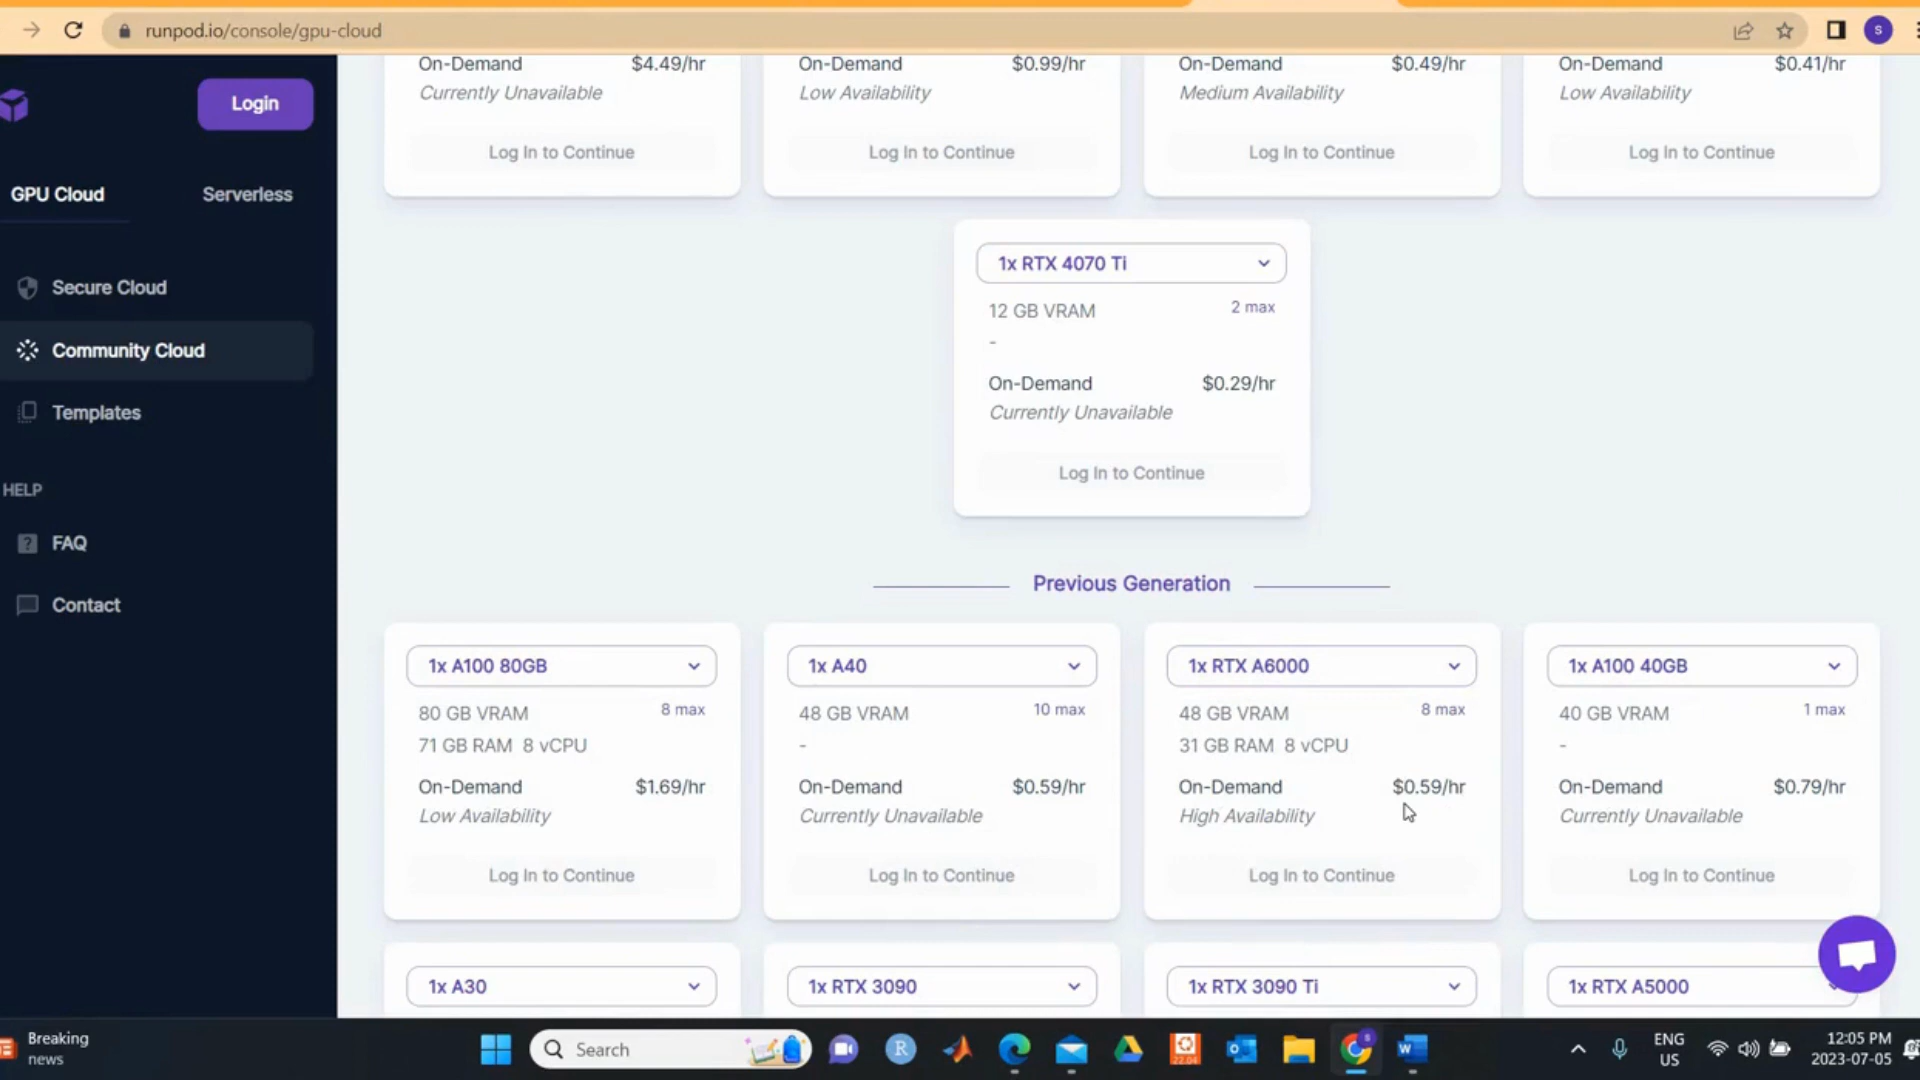 runpod.io/console/gpu-cloud
S
Login
GPU Cloud
Serverless
Secure Cloud
Community Cloud
Templates
HELP
FAQ
Contact
On-Demand $4.49/hr
Currently Unavailable
Log In to Continue
On-Demand $0.99/hr
Low Availability
Log In to Continue
On-Demand $0.49/hr
Medium Availability
Log In to Continue
On-Demand $0.41/hr
Low Availability
Log In to Continue
1x RTX 4070 Ti
12 GB VRAM 2 max
-
On-Demand $0.29/hr
Currently Unavailable
Log In to Continue
Previous Generation
1x A100 80GB
80 GB VRAM 8 max
71 GB RAM 8 vCPU
On-Demand $1.69/hr
Low Availability
Log In to Continue
1x A40
48 GB VRAM 10 max
-
On-Demand $0.59/hr
Currently Unavailable
Log In to Continue
1x RTX A6000
48 GB VRAM 8 max
31 GB RAM 8 vCPU
On-Demand $0.59/hr
High Availability
Log In to Continue
1x A100 40GB
40 GB VRAM 1 max
-
On-Demand $0.79/hr
Currently Unavailable
Log In to Continue
1x A30
1x RTX 3090
1x RTX 3090 Ti
1x RTX A5000
Breaking
news
Search
R
22.04
ENG
US
12:05 PM
2023-07-05